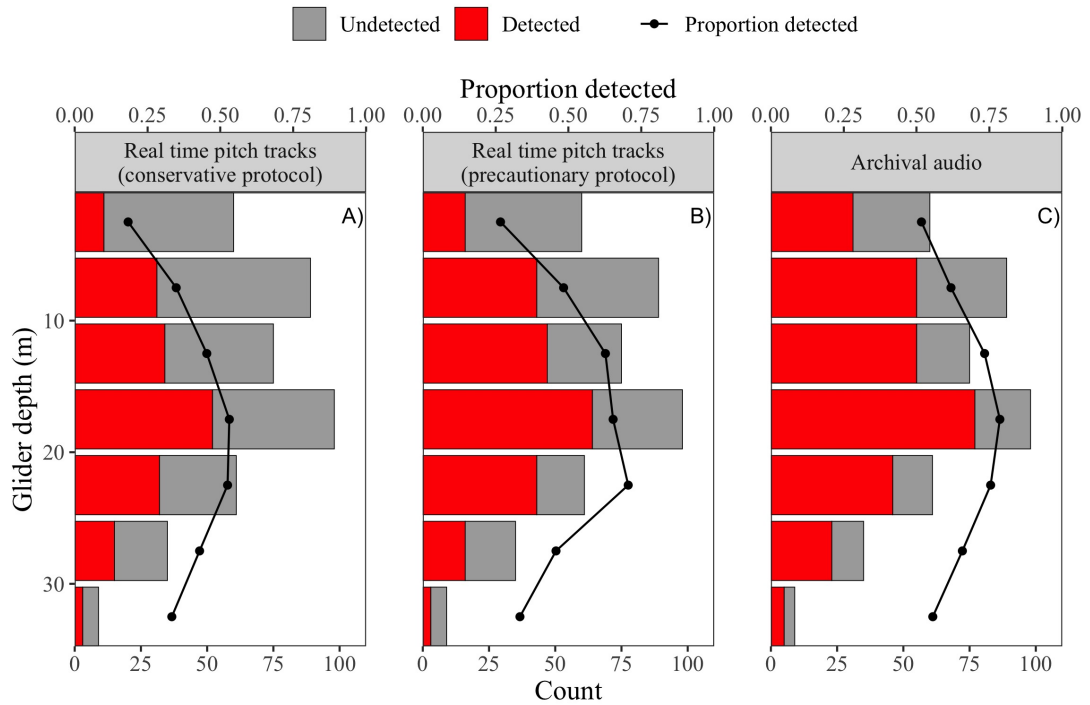 Undetected Detected Proportion detected
Proportion detected
0.00 0.25 0.50 0.75 1.00 0.00 0.25 0.50 0.75 1.00 0.00 0.25 0.50 0.75 1.00
Real time pitch tracks
(conservative protocol)
Real time pitch tracks
(precautionary protocol)
Archival audio
A) B) C)
Glider depth (m)
10
20
30
0 25 50 75 100 0 25 50 75 100 0 25 50 75 100
Count